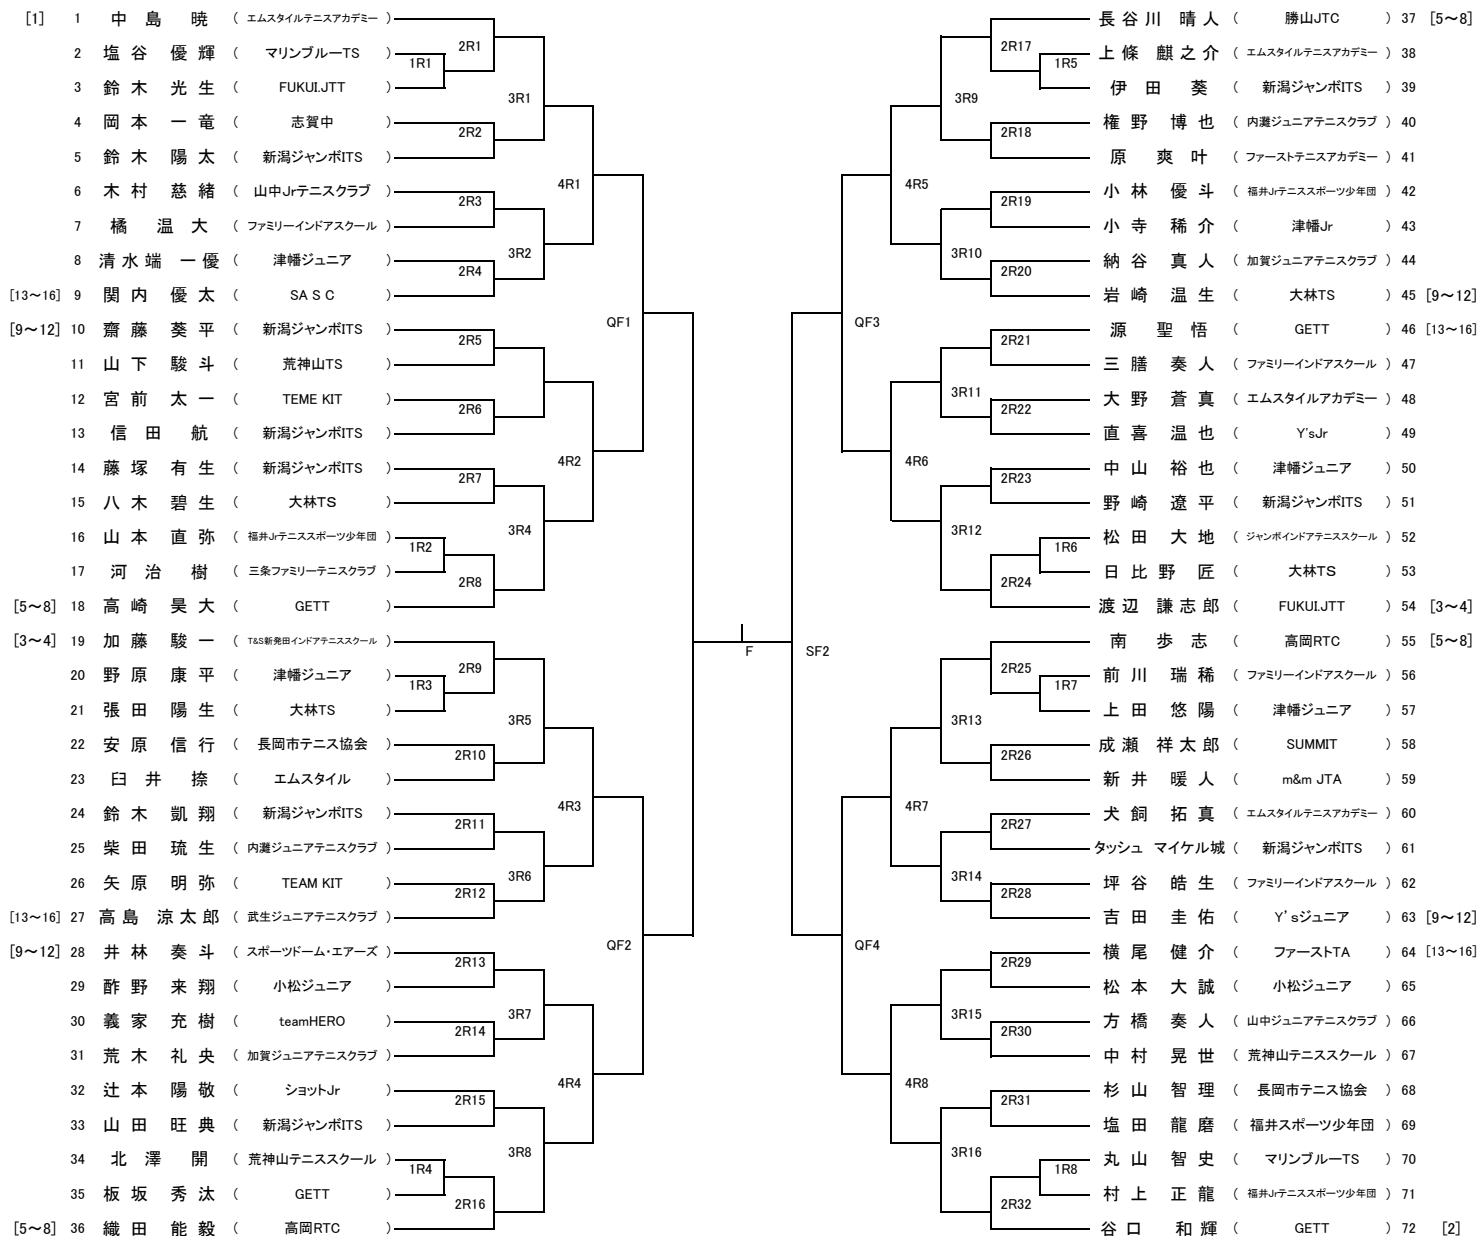 [1] 1 中島 暁 ( エムスタイルテニスアカデミー )
2 塩谷 優輝 ( マリンブルーTS )
3 鈴木 光生 ( FUKUI.JTT )
4 岡本 一竜 ( 志賀中 )
5 鈴木 陽太 ( 新潟ジャンボITS )
6 木村 慈緒 ( 山中Jrテニスクラブ )
7 橘 温大 ( ファミリーインドアスクール )
8 清水端 一優 ( 津幡ジュニア )
[13～16] 9 関内 優太 ( SA S C )
[9～12] 10 齋藤 葵平 ( 新潟ジャンボITS )
11 山下 駿斗 ( 荒神山TS )
12 宮前 太一 ( TEME KIT )
13 信田 航 ( 新潟ジャンボITS )
14 藤塚 有生 ( 新潟ジャンボITS )
15 八木 碧生 ( 大林TS )
16 山本 直弥 ( 福井Jrテニススポーツ少年団 )
17 河治 樹 ( 三条ファミリーテニスクラブ )
[5～8] 18 高崎 昊大 ( GETT )
[3～4] 19 加藤 駿一 ( T&S新発田インドアテニススクール )
20 野原 康平 ( 津幡ジュニア )
21 張田 陽生 ( 大林TS )
22 安原 信行 ( 長岡市テニス協会 )
23 臼井 捺 ( エムスタイル )
24 鈴木 凱翔 ( 新潟ジャンボITS )
25 柴田 琉生 ( 内灘ジュニアテニスクラブ )
26 矢原 明弥 ( TEAM KIT )
[13～16] 27 高島 涼太郎 ( 武生ジュニアテニスクラブ )
[9～12] 28 井林 奏斗 ( スポーツドーム・エアーズ )
29 酢野 来翔 ( 小松ジュニア )
30 義家 充樹 ( teamHERO )
31 荒木 礼央 ( 加賀ジュニアテニスクラブ )
32 辻本 陽敬 ( ショットJr )
33 山田 旺典 ( 新潟ジャンボITS )
34 北澤 開 ( 荒神山テニススクール )
35 板坂 秀汰 ( GETT )
[5～8] 36 織田 能毅 ( 高岡RTC )
1R1
1R2
1R3
1R4
2R1
2R2
2R3
2R4
2R5
2R6
2R7
2R8
2R9
2R10
2R11
2R12
2R13
2R14
2R15
2R16
3R1
3R2
3R4
3R5
3R6
3R7
3R8
4R1
4R2
4R3
4R4
QF1
QF2
F
SF2
QF3
QF4
4R5
4R6
4R7
4R8
3R9
3R10
3R11
3R12
3R13
3R14
3R15
3R16
2R17
2R18
2R19
2R20
2R21
2R22
2R23
2R24
2R25
2R26
2R27
2R28
2R29
2R30
2R31
2R32
1R5
1R6
1R7
1R8
長谷川 晴人 ( 勝山JTC ) 37 [5～8]
上條 麒之介 ( エムスタイルテニスアカデミー ) 38
伊田 葵 ( 新潟ジャンボITS ) 39
権野 博也 ( 内灘ジュニアテニスクラブ ) 40
原 爽叶 ( ファーストテニスアカデミー ) 41
小林 優斗 ( 福井Jrテニススポーツ少年団 ) 42
小寺 稀介 ( 津幡Jr ) 43
納谷 真人 ( 加賀ジュニアテニスクラブ ) 44
岩崎 温生 ( 大林TS ) 45 [9～12]
源 聖悟 ( GETT ) 46 [13～16]
三膳 奏人 ( ファミリーインドアスクール ) 47
大野 蒼真 ( エムスタイルアカデミー ) 48
直喜 温也 ( Y'sJr ) 49
中山 裕也 ( 津幡ジュニア ) 50
野崎 遼平 ( 新潟ジャンボITS ) 51
松田 大地 ( ジャンボインドアテニススクール ) 52
日比野 匠 ( 大林TS ) 53
渡辺 謙志郎 ( FUKUI.JTT ) 54 [3～4]
南 歩志 ( 高岡RTC ) 55 [5～8]
前川 瑞稀 ( ファミリーインドアスクール ) 56
上田 悠陽 ( 津幡ジュニア ) 57
成瀬 祥太郎 ( SUMMIT ) 58
新井 暖人 ( m&m JTA ) 59
犬飼 拓真 ( エムスタイルテニスアカデミー ) 60
タッシュ マイケル城 ( 新潟ジャンボITS ) 61
坪谷 皓生 ( ファミリーインドアスクール ) 62
吉田 圭佑 ( Y'sジュニア ) 63 [9～12]
横尾 健介 ( ファーストTA ) 64 [13～16]
松本 大誠 ( 小松ジュニア ) 65
方橋 奏人 ( 山中ジュニアテニスクラブ ) 66
中村 晃世 ( 荒神山テニススクール ) 67
杉山 智理 ( 長岡市テニス協会 ) 68
塩田 龍磨 ( 福井スポーツ少年団 ) 69
丸山 智史 ( マリンブルーTS ) 70
村上 正龍 ( 福井Jrテニススポーツ少年団 ) 71
谷口 和輝 ( GETT ) 72 [2]